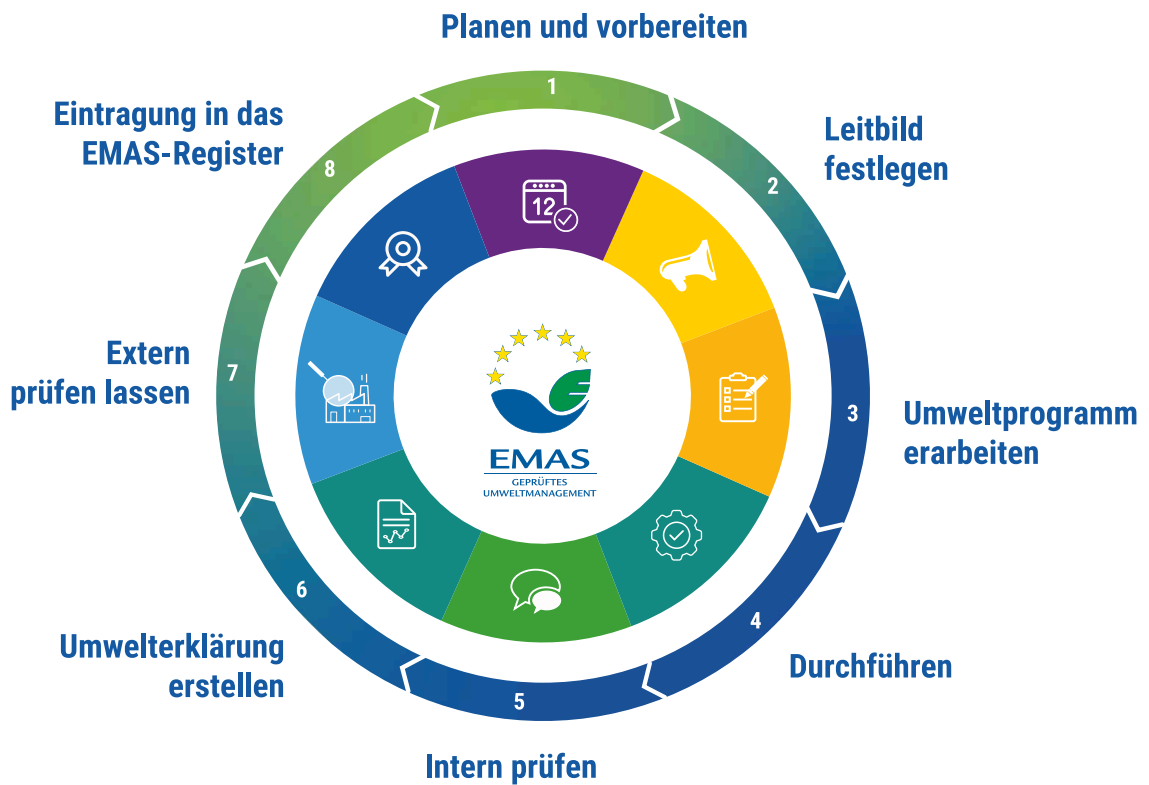 Planen und vorbereiten
1
Leitbild
festlegen
2
Umweltprogramm
erarbeiten
3
Durchführen
4
Intern prüfen
5
Umwelterklärung
erstellen
6
Extern
prüfen lassen
7
Eintragung in das
EMAS-Register
8
12
EMAS
GEPRÜFTES
UMWELTMANAGEMENT